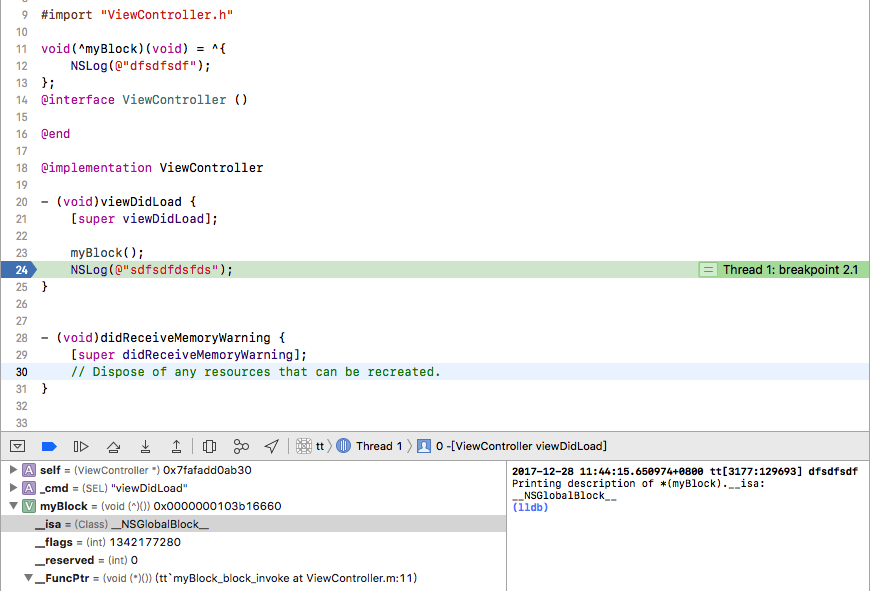 9 #import "ViewController.h"
10
11 void(^myBlock)(void) = ^{
12 NSLog(@"dfsdfsdf");
13 };
14 @interface ViewController ()
15
16 @end
17
18 @implementation ViewController
19
20 - (void)viewDidLoad {
21 [super viewDidLoad];
22
23 myBlock();
24 NSLog(@"sdfsdfdsfds"); = Thread 1: breakpoint 2.1
25 }
26
27
28 - (void)didReceiveMemoryWarning {
29 [super didReceiveMemoryWarning];
30 // Dispose of any resources that can be recreated.
31 }
32
33
tt Thread 1 0 -[ViewController viewDidLoad]
A self = (ViewController *) 0x7fafadd0ab30
A _cmd = (SEL) "viewDidLoad"
V myBlock = (void (^)()) 0x0000000103b16660
__isa = (Class) __NSGlobalBlock__
__flags = (int) 1342177280
__reserved = (int) 0
__FuncPtr = (void (*)()) (tt`myBlock_block_invoke at ViewController.m:11)
2017-12-28 11:44:15.650974+0800 tt[3177:129693] dfsdfsdf
Printing description of *(myBlock).__isa:
__NSGlobalBlock__
(lldb)